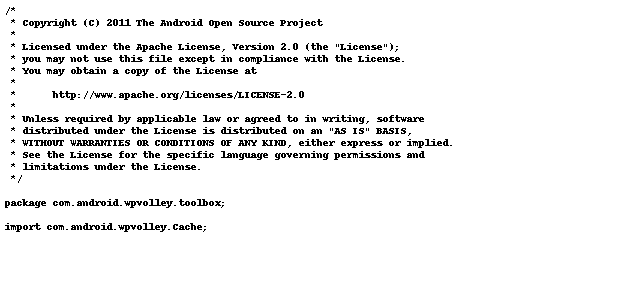 /*
 * Copyright (C) 2011 The Android Open Source Project
 *
 * Licensed under the Apache License, Version 2.0 (the "License");
 * you may not use this file except in compliance with the License.
 * You may obtain a copy of the License at
 *
 *      http://www.apache.org/licenses/LICENSE-2.0
 *
 * Unless required by applicable law or agreed to in writing, software
 * distributed under the License is distributed on an "AS IS" BASIS,
 * WITHOUT WARRANTIES OR CONDITIONS OF ANY KIND, either express or implied.
 * See the License for the specific language governing permissions and
 * limitations under the License.
 */

package com.android.wpvolley.toolbox;

import com.android.wpvolley.Cache;